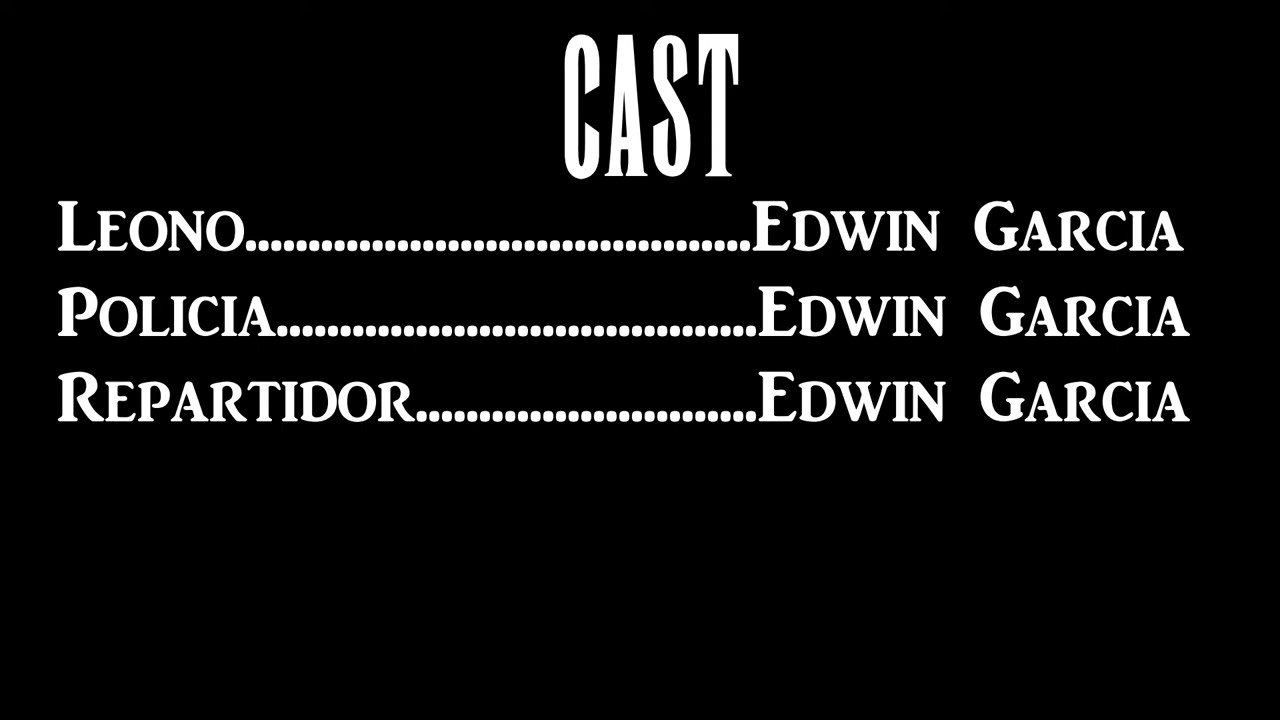 CAST
LEONO........................................EDWIN GARCIA
POLICIA......................................EDWIN GARCIA
REPARTIDOR...........................EDWIN GARCIA